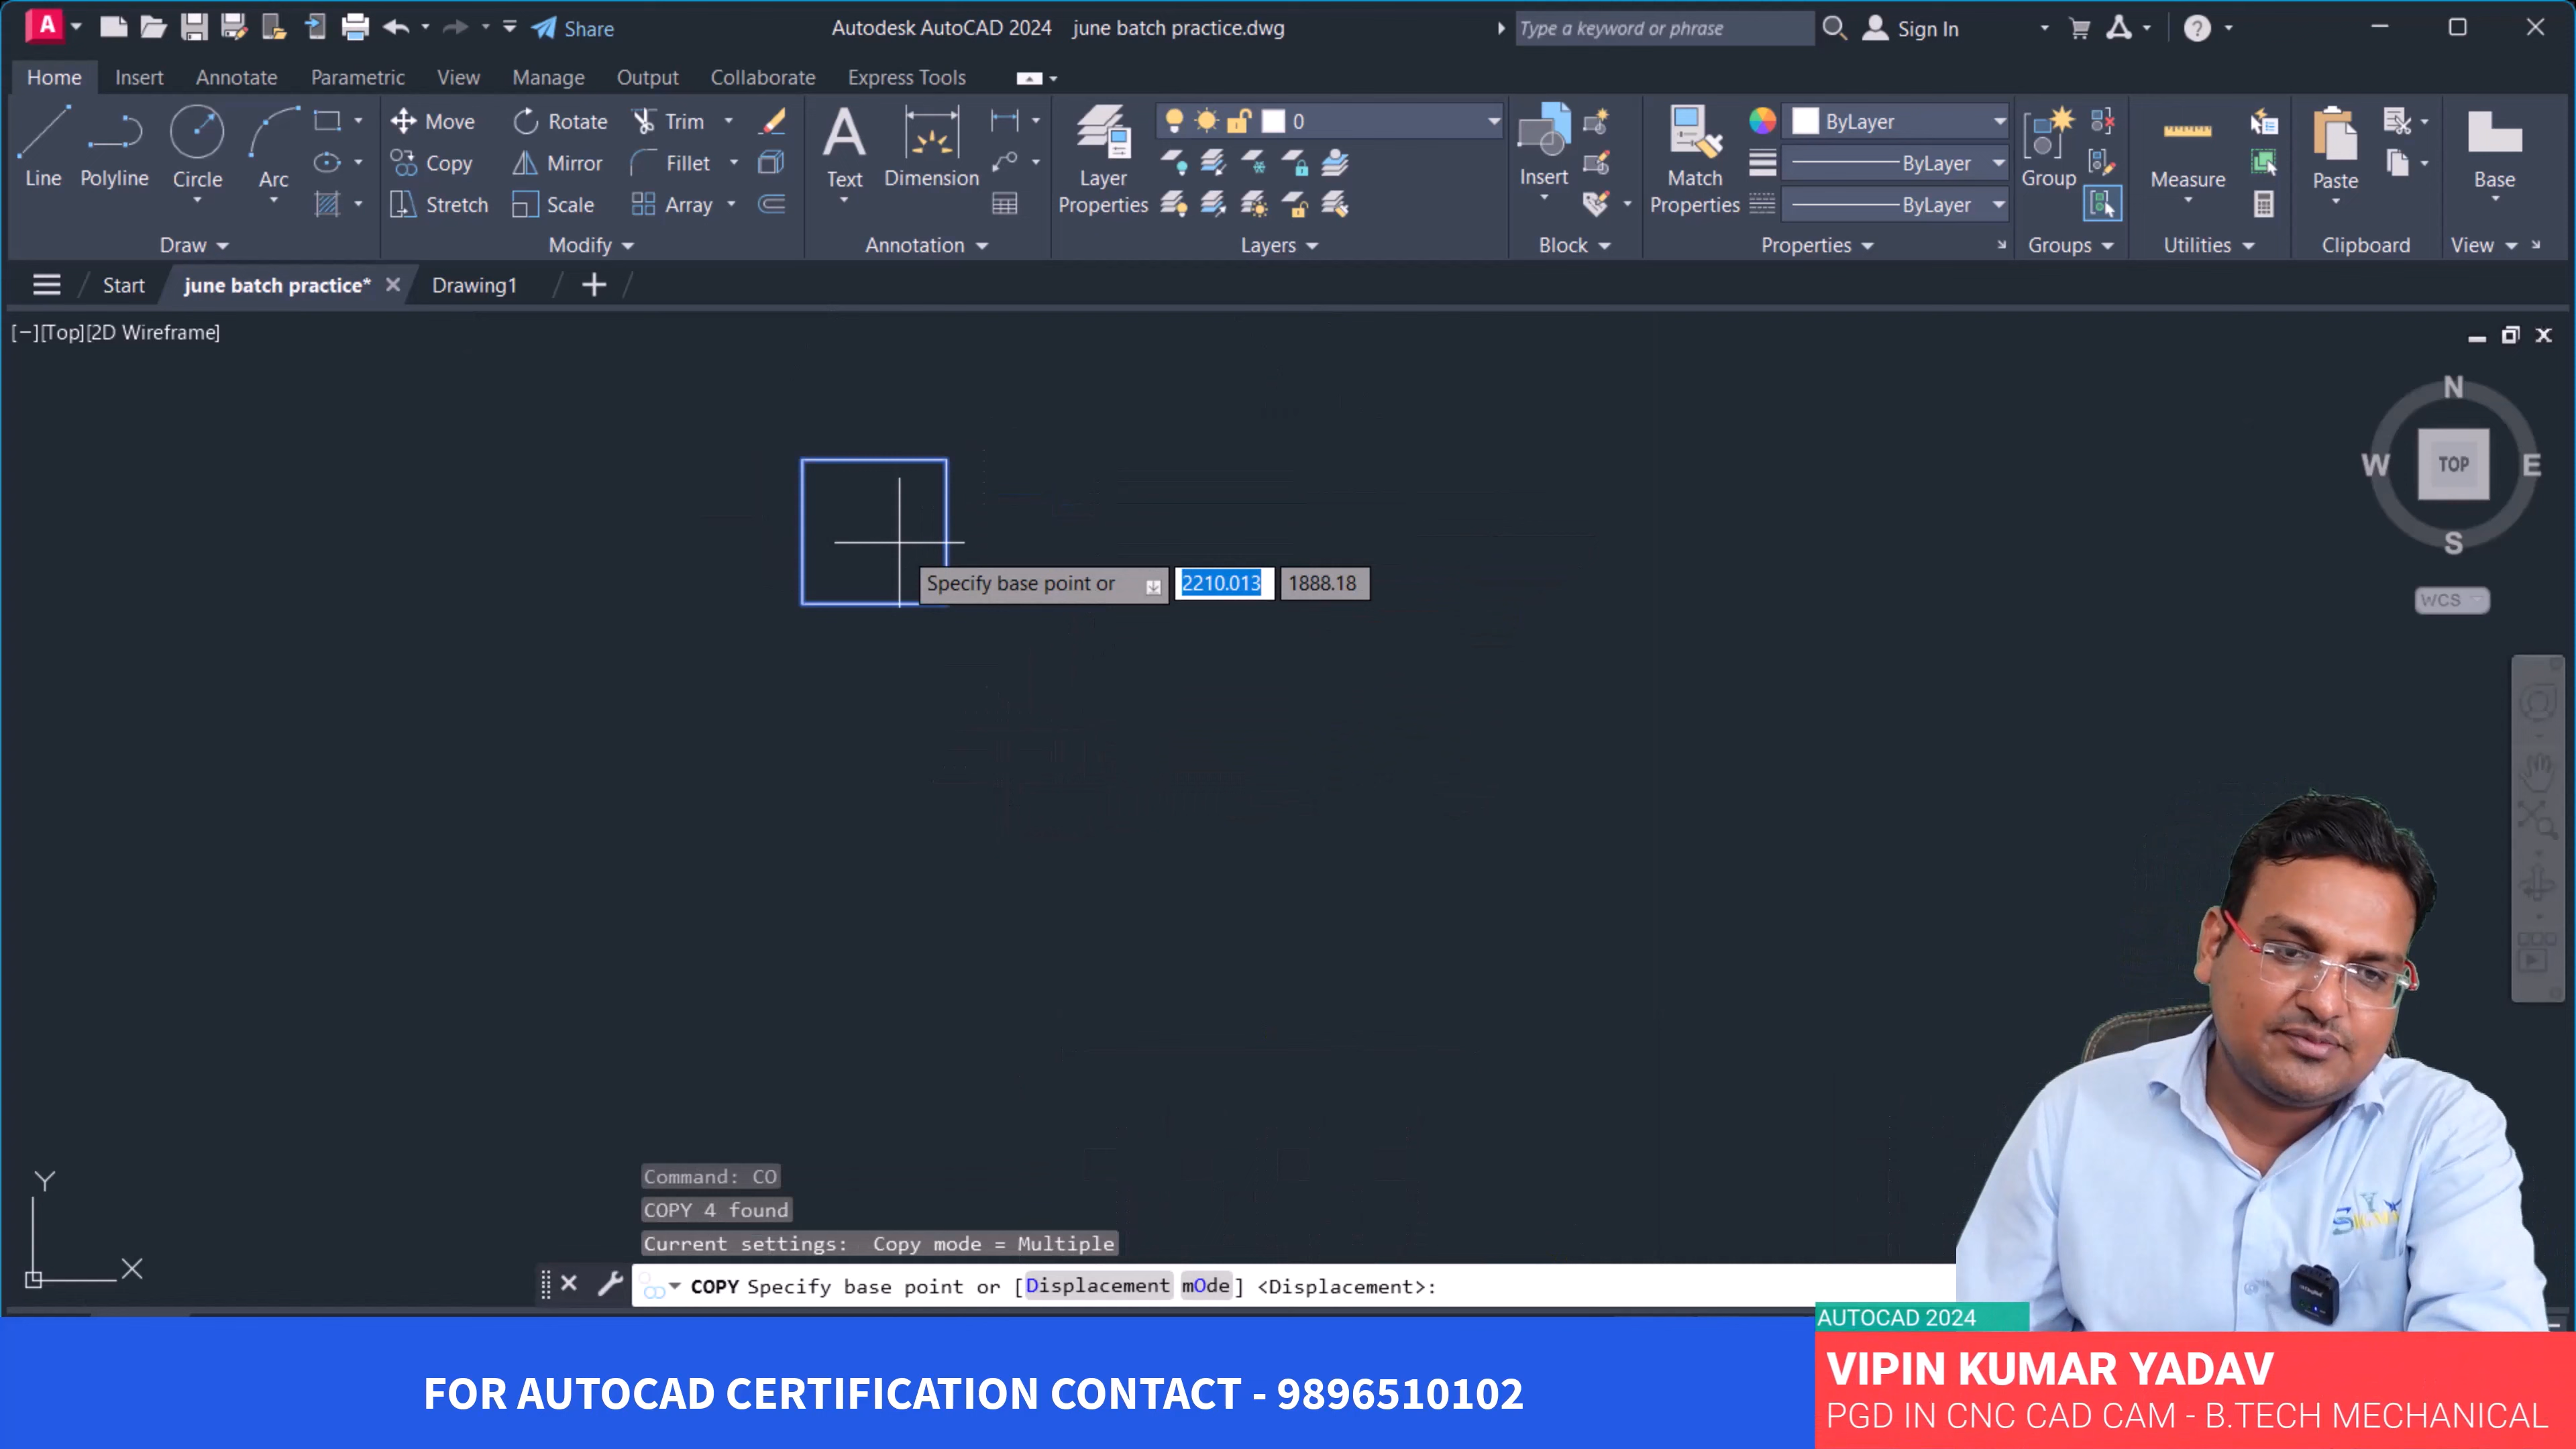 A Share Autodesk AutoCAD 2024 june batch practice.dwg Type a keyword or phrase Sign In
Home Insert Annotate Parametric View Manage Output Collaborate Express Tools
Line Polyline Circle Arc
Move Rotate Trim
Copy Mirror Fillet
Stretch Scale Array
Text Dimension
Layer Properties
0
Insert
Match Properties
ByLayer
ByLayer
ByLayer
Group
Measure
Paste
Base
Draw Modify Annotation Layers Block Properties Groups Utilities Clipboard View
Start june batch practice* Drawing1
[−][Top][2D Wireframe]
N
W TOP E
S
WCS
Specify base point or 2210.013 1888.18
Y
X
Command: CO
COPY 4 found
Current settings: Copy mode = Multiple
COPY Specify base point or [Displacement mOde] <Displacement>:
AUTOCAD 2024
FOR AUTOCAD CERTIFICATION CONTACT - 9896510102
VIPIN KUMAR YADAV
PGD IN CNC CAD CAM - B.TECH MECHANICAL